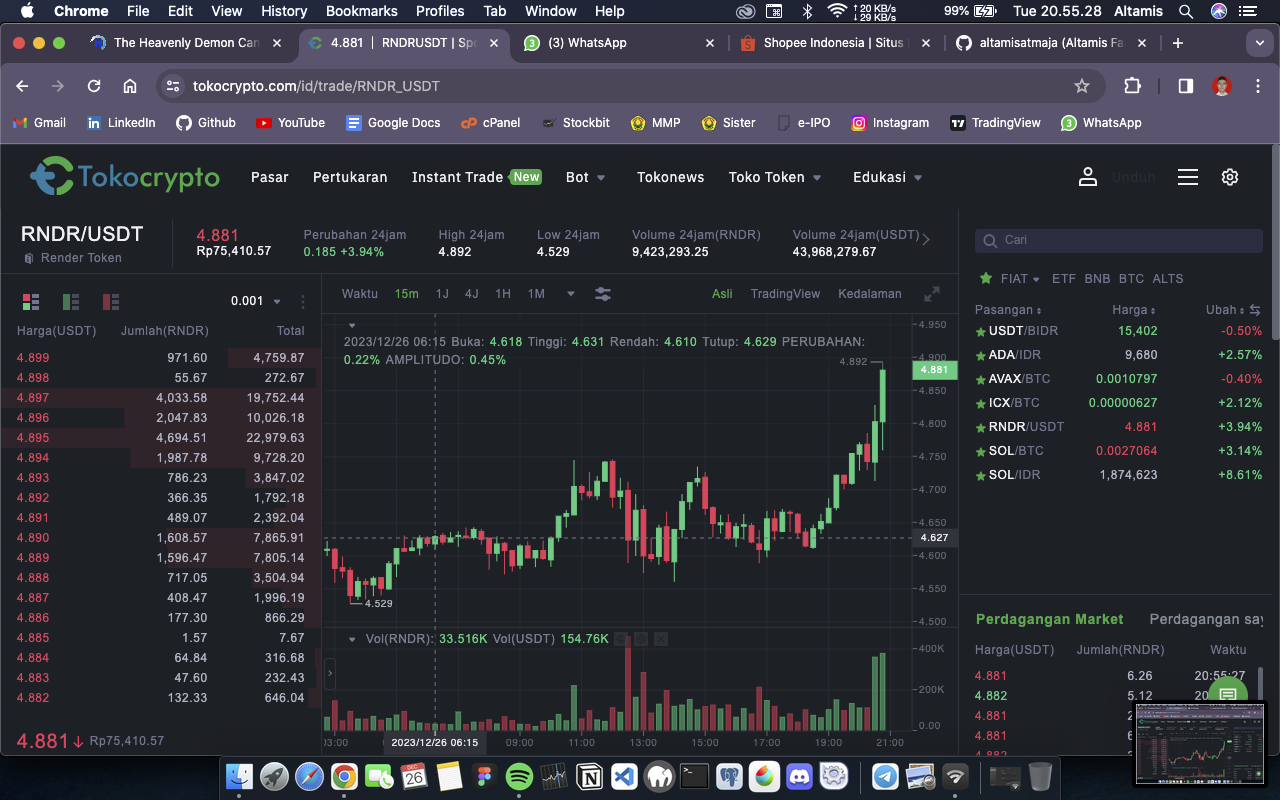 Chrome File Edit View History Bookmarks Profiles Tab Window Help 20 KB/s 29 KB/s 99% Tue 20.55.28 Altamis
The Heavenly Demon Can 4.881 | RNDRUSDT | Spo (3) WhatsApp Shopee Indonesia | Situs altamisatmaja (Altamis Fa
tokocrypto.com/id/trade/RNDR_USDT
Gmail LinkedIn Github YouTube Google Docs cPanel Stockbit MMP Sister e-IPO Instagram TradingView WhatsApp
Tokocrypto Pasar Pertukaran Instant Trade New Bot Tokonews Toko Token Edukasi Unduh
RNDR/USDT
Render Token
4.881
Rp75,410.57
Perubahan 24jam
0.185 +3.94%
High 24jam
4.892
Low 24jam
4.529
Volume 24jam(RNDR)
9,423,293.25
Volume 24jam(USDT)
43,968,279.67
0.001
Harga(USDT) Jumlah(RNDR) Total
4.899 971.60 4,759.87
4.898 55.67 272.67
4.897 4,033.58 19,752.44
4.896 2,047.83 10,026.18
4.895 4,694.51 22,979.63
4.894 1,987.78 9,728.20
4.893 786.23 3,847.02
4.892 366.35 1,792.18
4.891 489.07 2,392.04
4.890 1,608.57 7,865.91
4.889 1,596.47 7,805.14
4.888 717.05 3,504.94
4.887 408.47 1,996.19
4.886 177.30 866.29
4.885 1.57 7.67
4.884 64.84 316.68
4.883 47.60 232.43
4.882 132.33 646.04
4.881 Rp75,410.57
Waktu 15m 1J 4J 1H 1M Asli TradingView Kedalaman
2023/12/26 06:15 Buka: 4.618 Tinggi: 4.631 Rendah: 4.610 Tutup: 4.629 PERUBAHAN:
0.22% AMPLITUDO: 0.45%
4.892
4.529
4.950
4.900
4.881
4.850
4.800
4.750
4.700
4.650
4.627
4.600
4.550
4.500
Vol(RNDR): 33.516K Vol(USDT) 154.76K
400K
200K
0.00
03:00 2023/12/26 06:15 09:00 11:00 13:00 15:00 17:00 19:00 21:00
Cari
FIAT ETF BNB BTC ALTS
Pasangan Harga Ubah
USDT/BIDR 15,402 -0.50%
ADA/IDR 9,680 +2.57%
AVAX/BTC 0.0010797 -0.40%
ICX/BTC 0.00000627 +2.12%
RNDR/USDT 4.881 +3.94%
SOL/BTC 0.0027064 +3.14%
SOL/IDR 1,874,623 +8.61%
Perdagangan Market Perdagangan say
Harga(USDT) Jumlah(RNDR) Waktu
4.881 6.26 20:55:27
4.882 5.12
4.881
4.881
4.882
DEC
26